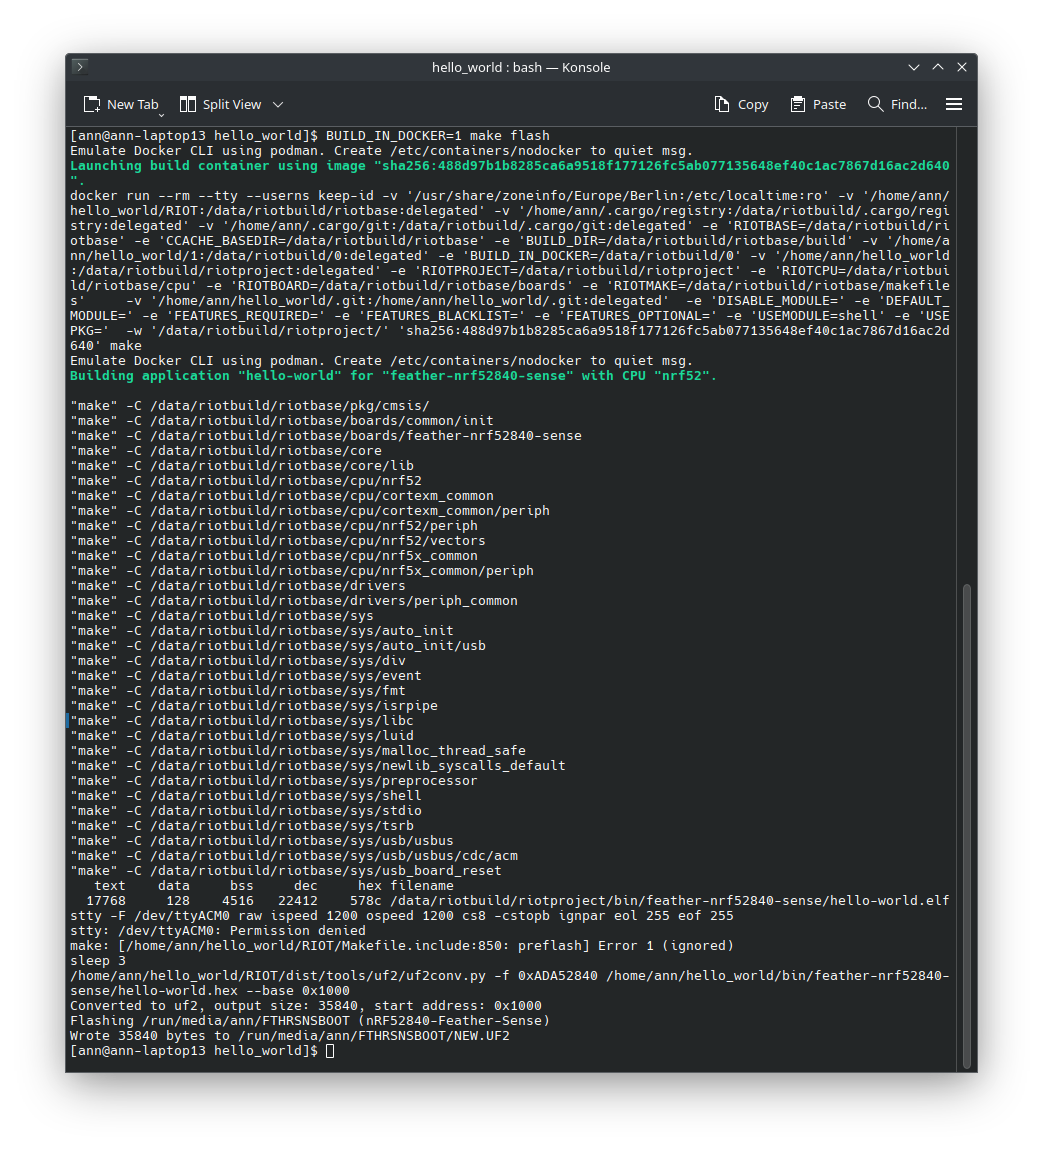 hello_world : bash — Konsole
New Tab
Split View
Copy
Paste
Find...
[ann@ann-laptop13 hello_world]$ BUILD_IN_DOCKER=1 make flash
Emulate Docker CLI using podman. Create /etc/containers/nodocker to quiet msg.
Launching build container using image "sha256:488d97b1b8285ca6a9518f177126fc5ab077135648ef40c1ac7867d16ac2d640
".
docker run --rm --tty --userns keep-id -v '/usr/share/zoneinfo/Europe/Berlin:/etc/localtime:ro' -v '/home/ann/
hello_world/RIOT:/data/riotbuild/riotbase:delegated' -v '/home/ann/.cargo/registry:/data/riotbuild/.cargo/regi
stry:delegated' -v '/home/ann/.cargo/git:/data/riotbuild/.cargo/git:delegated' -e 'RIOTBASE=/data/riotbuild/ri
otbase' -e 'CCACHE_BASEDIR=/data/riotbuild/riotbase' -e 'BUILD_DIR=/data/riotbuild/riotbase/build' -v '/home/a
nn/hello_world/1:/data/riotbuild/0:delegated' -e 'BUILD_IN_DOCKER=/data/riotbuild/0' -v '/home/ann/hello_world
:/data/riotbuild/riotproject:delegated' -e 'RIOTPROJECT=/data/riotbuild/riotproject' -e 'RIOTCPU=/data/riotbui
ld/riotbase/cpu' -e 'RIOTBOARD=/data/riotbuild/riotbase/boards' -e 'RIOTMAKE=/data/riotbuild/riotbase/makefile
s'     -v '/home/ann/hello_world/.git:/home/ann/hello_world/.git:delegated'  -e 'DISABLE_MODULE=' -e 'DEFAULT_
MODULE=' -e 'FEATURES_REQUIRED=' -e 'FEATURES_BLACKLIST=' -e 'FEATURES_OPTIONAL=' -e 'USEMODULE=shell' -e 'USE
PKG='  -w '/data/riotbuild/riotproject/' 'sha256:488d97b1b8285ca6a9518f177126fc5ab077135648ef40c1ac7867d16ac2d
640' make
Emulate Docker CLI using podman. Create /etc/containers/nodocker to quiet msg.
Building application "hello-world" for "feather-nrf52840-sense" with CPU "nrf52".
"make" -C /data/riotbuild/riotbase/pkg/cmsis/
"make" -C /data/riotbuild/riotbase/boards/common/init
"make" -C /data/riotbuild/riotbase/boards/feather-nrf52840-sense
"make" -C /data/riotbuild/riotbase/core
"make" -C /data/riotbuild/riotbase/core/lib
"make" -C /data/riotbuild/riotbase/cpu/nrf52
"make" -C /data/riotbuild/riotbase/cpu/cortexm_common
"make" -C /data/riotbuild/riotbase/cpu/cortexm_common/periph
"make" -C /data/riotbuild/riotbase/cpu/nrf52/periph
"make" -C /data/riotbuild/riotbase/cpu/nrf52/vectors
"make" -C /data/riotbuild/riotbase/cpu/nrf5x_common
"make" -C /data/riotbuild/riotbase/cpu/nrf5x_common/periph
"make" -C /data/riotbuild/riotbase/drivers
"make" -C /data/riotbuild/riotbase/drivers/periph_common
"make" -C /data/riotbuild/riotbase/sys
"make" -C /data/riotbuild/riotbase/sys/auto_init
"make" -C /data/riotbuild/riotbase/sys/auto_init/usb
"make" -C /data/riotbuild/riotbase/sys/div
"make" -C /data/riotbuild/riotbase/sys/event
"make" -C /data/riotbuild/riotbase/sys/fmt
"make" -C /data/riotbuild/riotbase/sys/isrpipe
"make" -C /data/riotbuild/riotbase/sys/libc
"make" -C /data/riotbuild/riotbase/sys/luid
"make" -C /data/riotbuild/riotbase/sys/malloc_thread_safe
"make" -C /data/riotbuild/riotbase/sys/newlib_syscalls_default
"make" -C /data/riotbuild/riotbase/sys/preprocessor
"make" -C /data/riotbuild/riotbase/sys/shell
"make" -C /data/riotbuild/riotbase/sys/stdio
"make" -C /data/riotbuild/riotbase/sys/tsrb
"make" -C /data/riotbuild/riotbase/sys/usb/usbus
"make" -C /data/riotbuild/riotbase/sys/usb/usbus/cdc/acm
"make" -C /data/riotbuild/riotbase/sys/usb_board_reset
   text    data     bss     dec     hex filename
  17768     128    4516   22412    578c /data/riotbuild/riotproject/bin/feather-nrf52840-sense/hello-world.elf
stty -F /dev/ttyACM0 raw ispeed 1200 ospeed 1200 cs8 -cstopb ignpar eol 255 eof 255
stty: /dev/ttyACM0: Permission denied
make: [/home/ann/hello_world/RIOT/Makefile.include:850: preflash] Error 1 (ignored)
sleep 3
/home/ann/hello_world/RIOT/dist/tools/uf2/uf2conv.py -f 0xADA52840 /home/ann/hello_world/bin/feather-nrf52840-
sense/hello-world.hex --base 0x1000
Converted to uf2, output size: 35840, start address: 0x1000
Flashing /run/media/ann/FTHRSNSBOOT (nRF52840-Feather-Sense)
Wrote 35840 bytes to /run/media/ann/FTHRSNSBOOT/NEW.UF2
[ann@ann-laptop13 hello_world]$